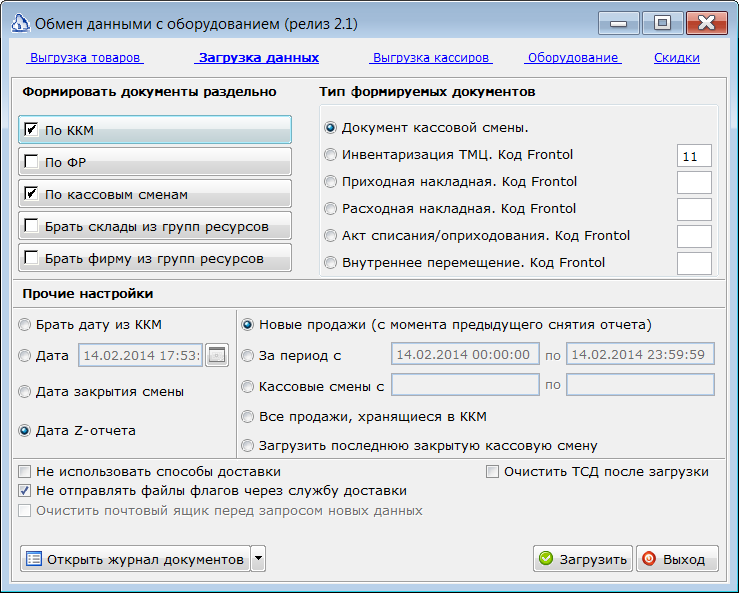 Обмен данными с оборудованием (релиз 2.1)
Выгрузка товаров Загрузка данных Выгрузка кассиров Оборудование Скидки
Формировать документы раздельно
По ККМ
По ФР
По кассовым сменам
Брать склады из групп ресурсов
Брать фирму из групп ресурсов
Тип формируемых документов
Документ кассовой смены.
Инвентаризация ТМЦ. Код Frontol 11
Приходная накладная. Код Frontol
Расходная накладная. Код Frontol
Акт списания/оприходования. Код Frontol
Внутреннее перемещение. Код Frontol
Прочие настройки
Брать дату из ККМ
Дата 14.02.2014 17:53:
Дата закрытия смены
Дата Z-отчета
Новые продажи (с момента предыдущего снятия отчета)
За период с 14.02.2014 00:00:00 по 14.02.2014 23:59:59
Кассовые смены с по
Все продажи, хранящиеся в ККМ
Загрузить последнюю закрытую кассовую смену
Не использовать способы доставки Очистить ТСД после загрузки
Не отправлять файлы флагов через службу доставки
Очистить почтовый ящик перед запросом новых данных
Открыть журнал документов Загрузить Выход